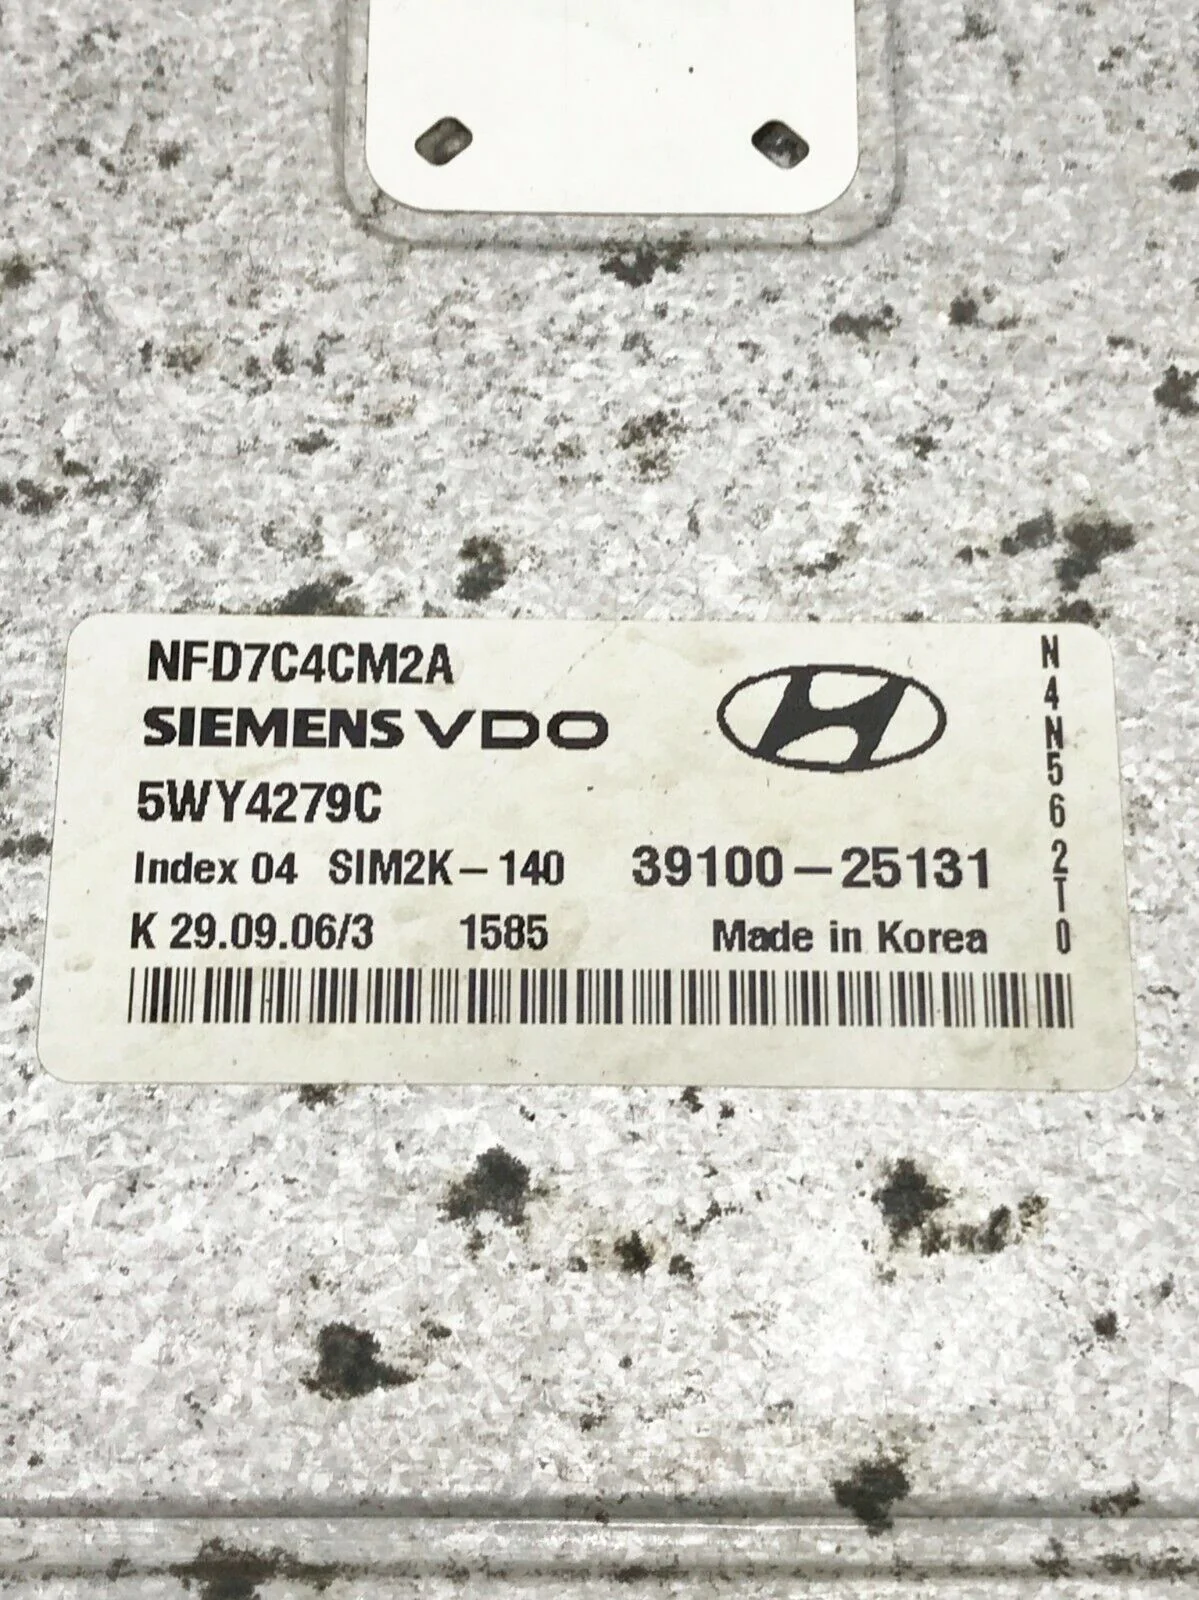 NFD7C4CM2A
SIEMENS VDO
5WY4279C
Index 04 SIM2K-140 39100-25131
K 29.09.06/3 1585 Made in Korea
N4N562T0